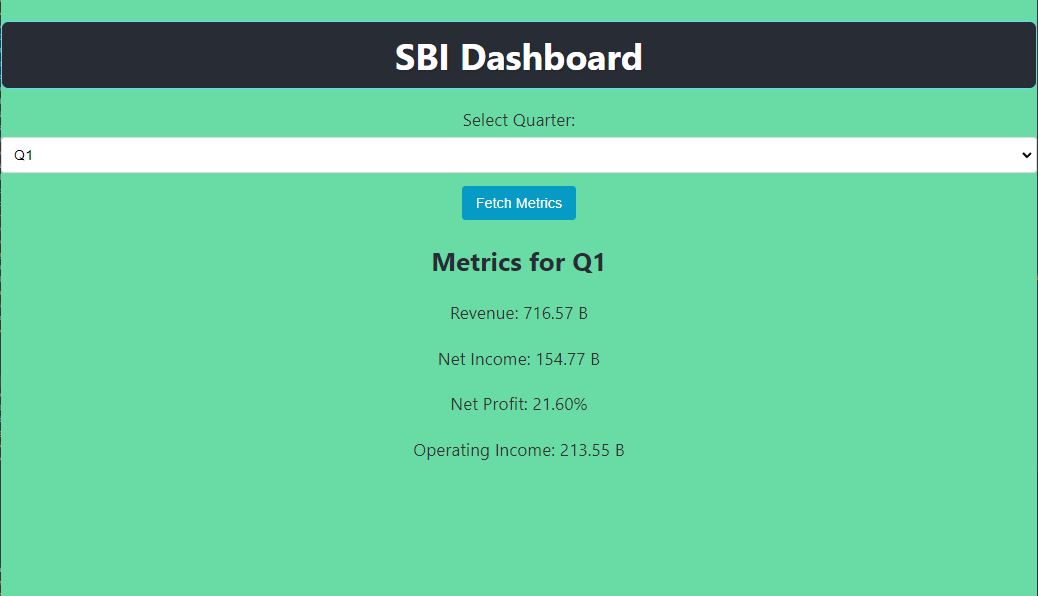 SBI Dashboard
Select Quarter:
Q1
Fetch Metrics
Metrics for Q1
Revenue: 716.57 B
Net Income: 154.77 B
Net Profit: 21.60%
Operating Income: 213.55 B